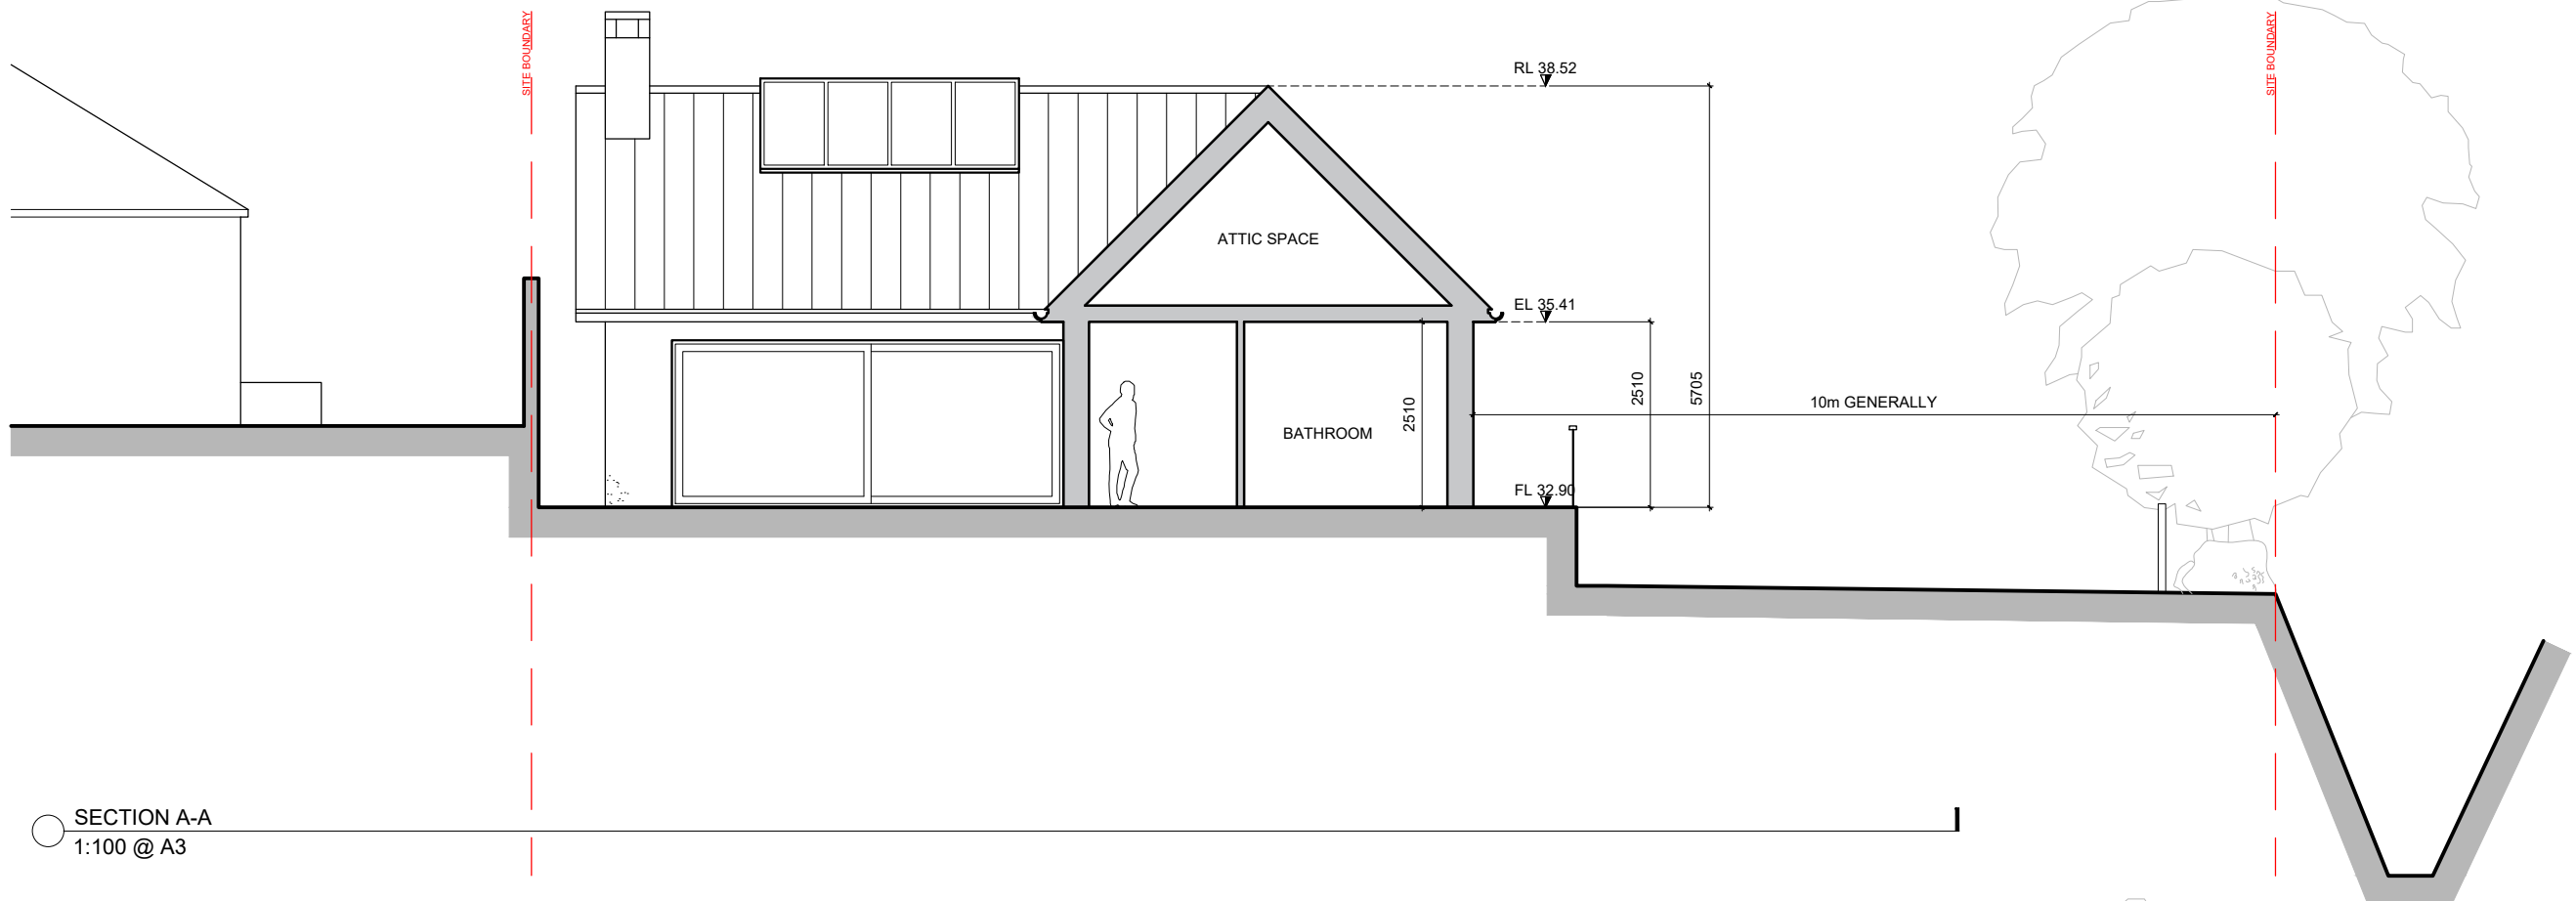 SITE BOUNDARY
SITE BOUNDARY
RL 38.52
ATTIC SPACE
EL 35.41
2510
5705
2510
10m GENERALLY
BATHROOM
FL 32.90
SECTION A-A
1:100 @ A3